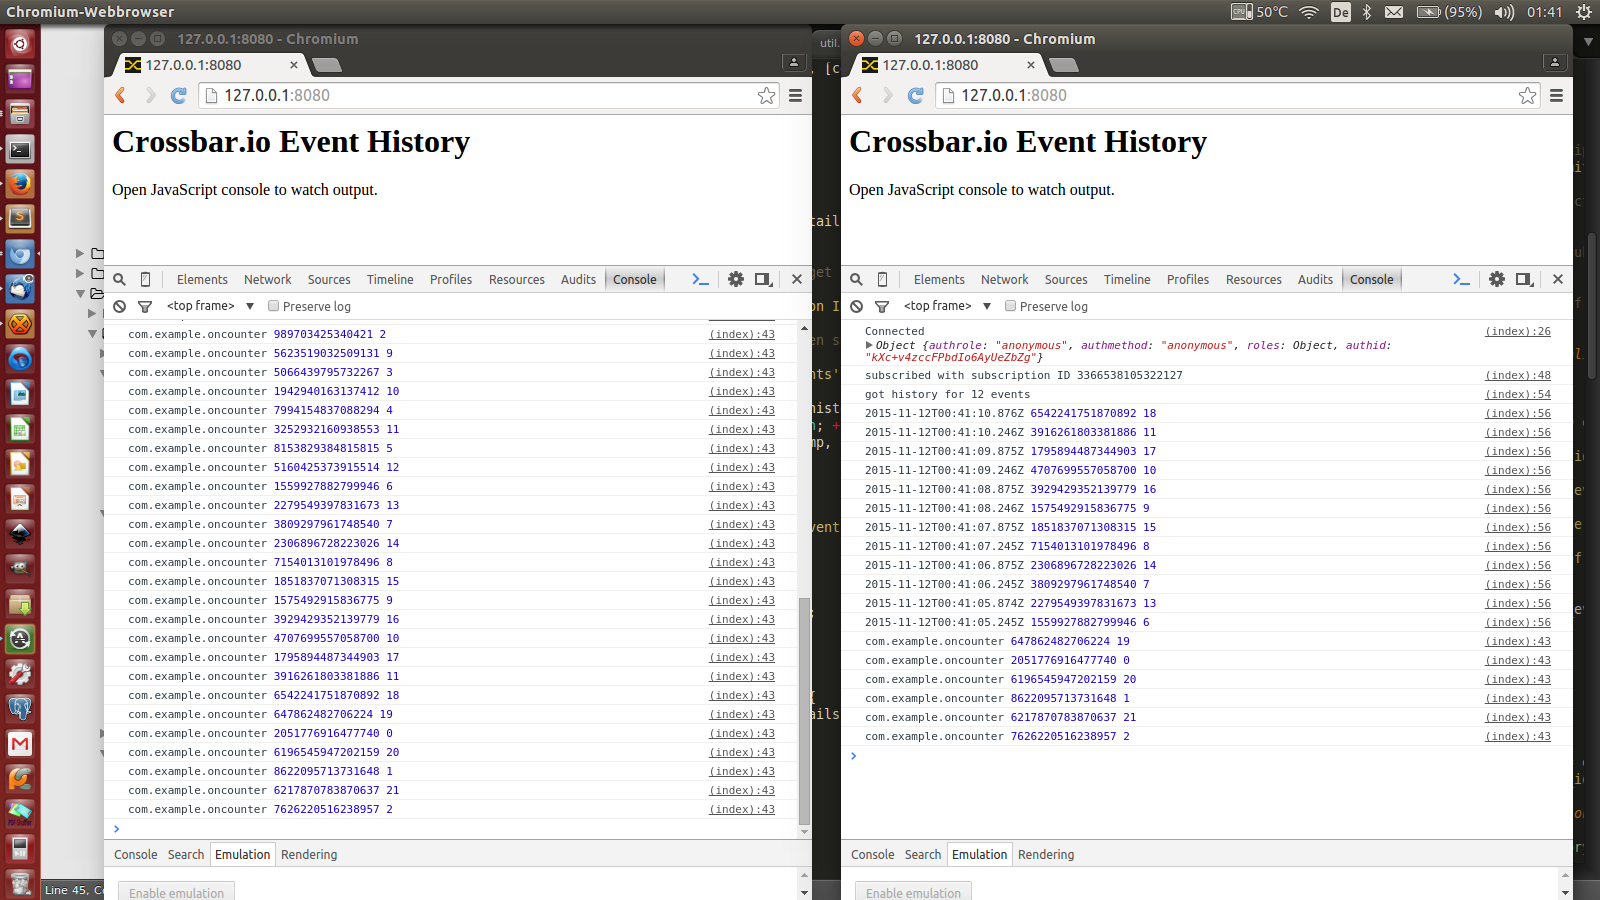 Chromium-Webbrowser
50°C
De
(95%)
01:41
127.0.0.1:8080 - Chromium
127.0.0.1:8080
127.0.0.1:8080
Crossbar.io Event History
Open JavaScript console to watch output.
Elements Network Sources Timeline Profiles Resources Audits Console
<top frame> Preserve log
com.example.oncounter 989703425340421 2 (index):43
com.example.oncounter 5623519032509131 9 (index):43
com.example.oncounter 5066439795732267 3 (index):43
com.example.oncounter 1942940163137412 10 (index):43
com.example.oncounter 7994154837088294 4 (index):43
com.example.oncounter 3252932160938553 11 (index):43
com.example.oncounter 8153829384815815 5 (index):43
com.example.oncounter 5160425373915514 12 (index):43
com.example.oncounter 1559927882799946 6 (index):43
com.example.oncounter 2279549397831673 13 (index):43
com.example.oncounter 3809297961748540 7 (index):43
com.example.oncounter 2306896728223026 14 (index):43
com.example.oncounter 7154013101978496 8 (index):43
com.example.oncounter 1851837071308315 15 (index):43
com.example.oncounter 1575492915836775 9 (index):43
com.example.oncounter 3929429352139779 16 (index):43
com.example.oncounter 4707699557058700 10 (index):43
com.example.oncounter 1795894487344903 17 (index):43
com.example.oncounter 3916261803381886 11 (index):43
com.example.oncounter 6542241751870892 18 (index):43
com.example.oncounter 647862482706224 19 (index):43
com.example.oncounter 2051776916477740 0 (index):43
com.example.oncounter 6196545947202159 20 (index):43
com.example.oncounter 8622095713731648 1 (index):43
com.example.oncounter 6217870783870637 21 (index):43
com.example.oncounter 7626220516238957 2 (index):43
Console Search Emulation Rendering
Enable emulation
Line 45, C
util.
127.0.0.1:8080 - Chromium
127.0.0.1:8080
127.0.0.1:8080
Crossbar.io Event History
Open JavaScript console to watch output.
Elements Network Sources Timeline Profiles Resources Audits Console
<top frame> Preserve log
Connected (index):26
Object {authrole: "anonymous", authmethod: "anonymous", roles: Object, authid:
"kXc+v4zccFPbdIo6AyUeZbZg"}
subscribed with subscription ID 3366538105322127 (index):48
got history for 12 events (index):54
2015-11-12T00:41:10.876Z 6542241751870892 18 (index):56
2015-11-12T00:41:10.246Z 3916261803381886 11 (index):56
2015-11-12T00:41:09.875Z 1795894487344903 17 (index):56
2015-11-12T00:41:09.246Z 4707699557058700 10 (index):56
2015-11-12T00:41:08.875Z 3929429352139779 16 (index):56
2015-11-12T00:41:08.246Z 1575492915836775 9 (index):56
2015-11-12T00:41:07.875Z 1851837071308315 15 (index):56
2015-11-12T00:41:07.245Z 7154013101978496 8 (index):56
2015-11-12T00:41:06.875Z 2306896728223026 14 (index):56
2015-11-12T00:41:06.245Z 3809297961748540 7 (index):56
2015-11-12T00:41:05.874Z 2279549397831673 13 (index):56
2015-11-12T00:41:05.245Z 1559927882799946 6 (index):56
com.example.oncounter 647862482706224 19 (index):43
com.example.oncounter 2051776916477740 0 (index):43
com.example.oncounter 6196545947202159 20 (index):43
com.example.oncounter 8622095713731648 1 (index):43
com.example.oncounter 6217870783870637 21 (index):43
com.example.oncounter 7626220516238957 2 (index):43
Console Search Emulation Rendering
Enable emulation